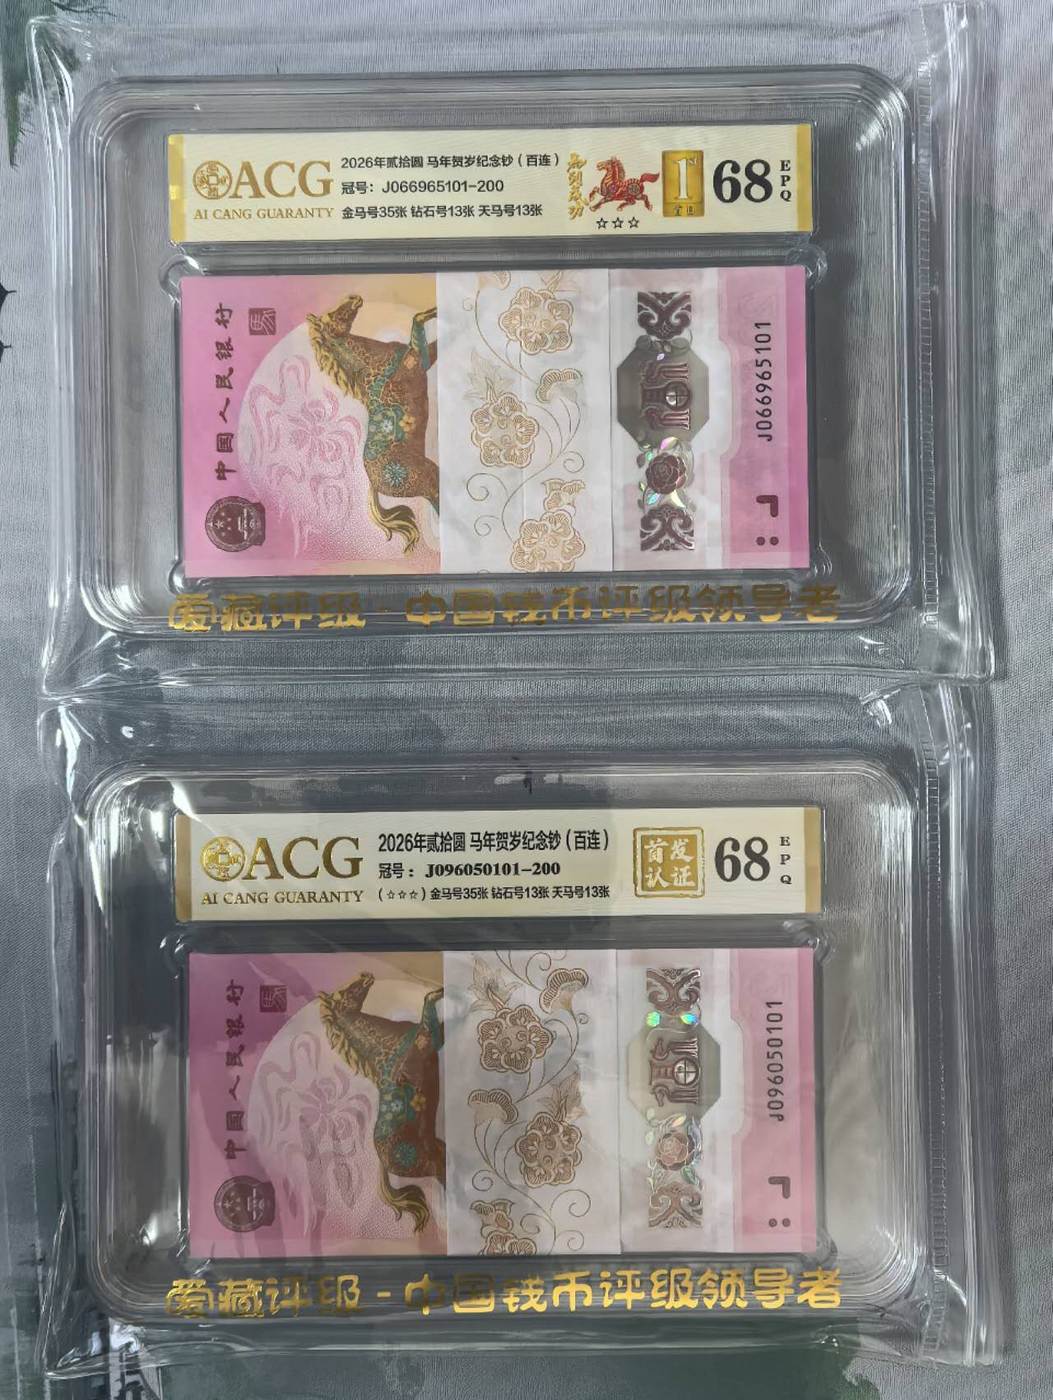 ACG
AI CANG GUARANTY
2026年贰拾圆 马年贺岁纪念钞（百连）
冠号：J066965101-200
金马号35张 钻石号13张 天马号13张
☆☆☆
1st
68
EPQ
中国人民银行
福
J066965101
爱藏评级-中国钱币评级领导者
ACG
AI CANG GUARANTY
2026年贰拾圆 马年贺岁纪念钞（百连）
冠号：J096050101-200
（☆☆☆）金马号35张 钻石号13张 天马号13张
首发
认证
68
EPQ
中国人民银行
福
J096050101
爱藏评级-中国钱币评级领导者